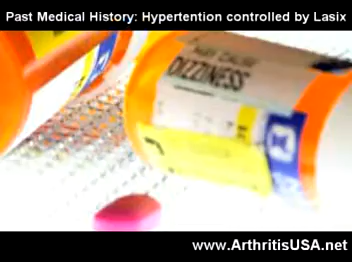 Past Medical History: Hypertention controlled by Lasix
MAY CAUSE
DIZZINESS
www.ArthritisUSA.net